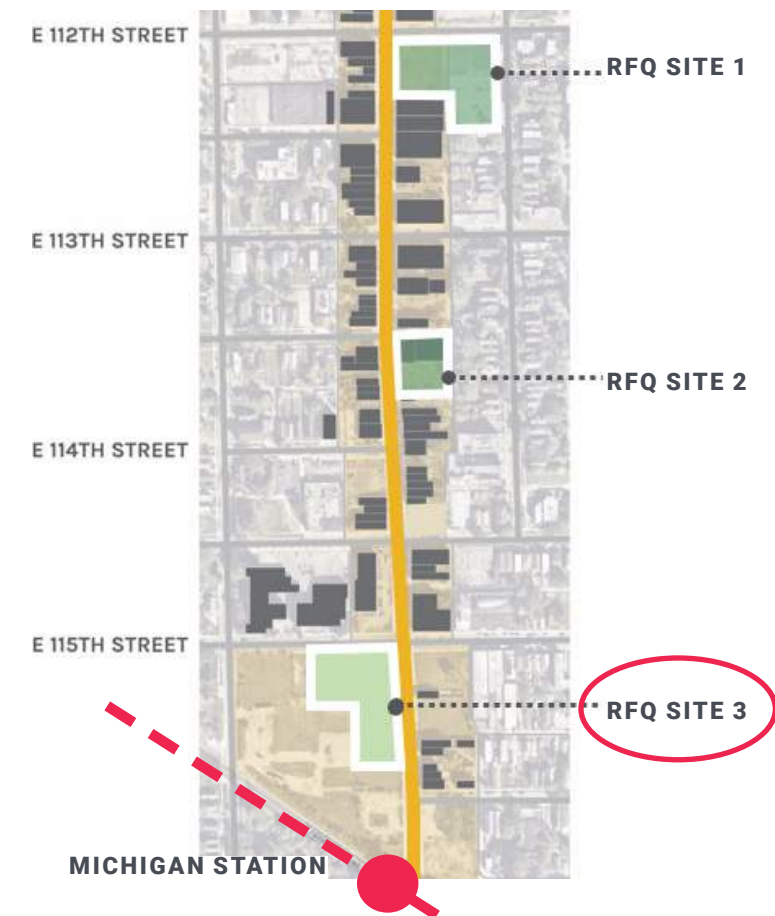 E 112TH STREET
RFQ SITE 1
E 113TH STREET
RFQ SITE 2
E 114TH STREET
E 115TH STREET
RFQ SITE 3
MICHIGAN STATION